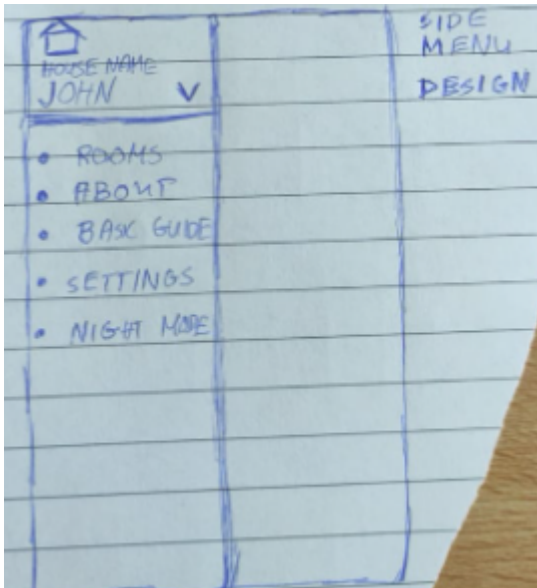 HOUSE NAME
JOHN V
• ROOMS
• ABOUT
• BASIC GUIDE
• SETTINGS
• NIGHT MODE
SIDE
MENU
DESIGN